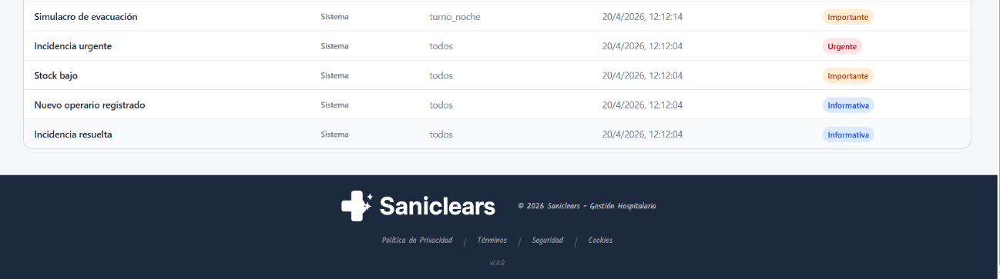 Simulacro de evacuación Sistema turno_noche 20/4/2026, 12:12:14 Importante
Incidencia urgente Sistema todos 20/4/2026, 12:12:04 Urgente
Stock bajo Sistema todos 20/4/2026, 12:12:04 Importante
Nuevo operario registrado Sistema todos 20/4/2026, 12:12:04 Informativa
Incidencia resuelta Sistema todos 20/4/2026, 12:12:04 Informativa
Saniclears © 2026 Saniclears - Gestión Hospitalaria
Política de Privacidad / Términos / Seguridad / Cookies
v1.0.0